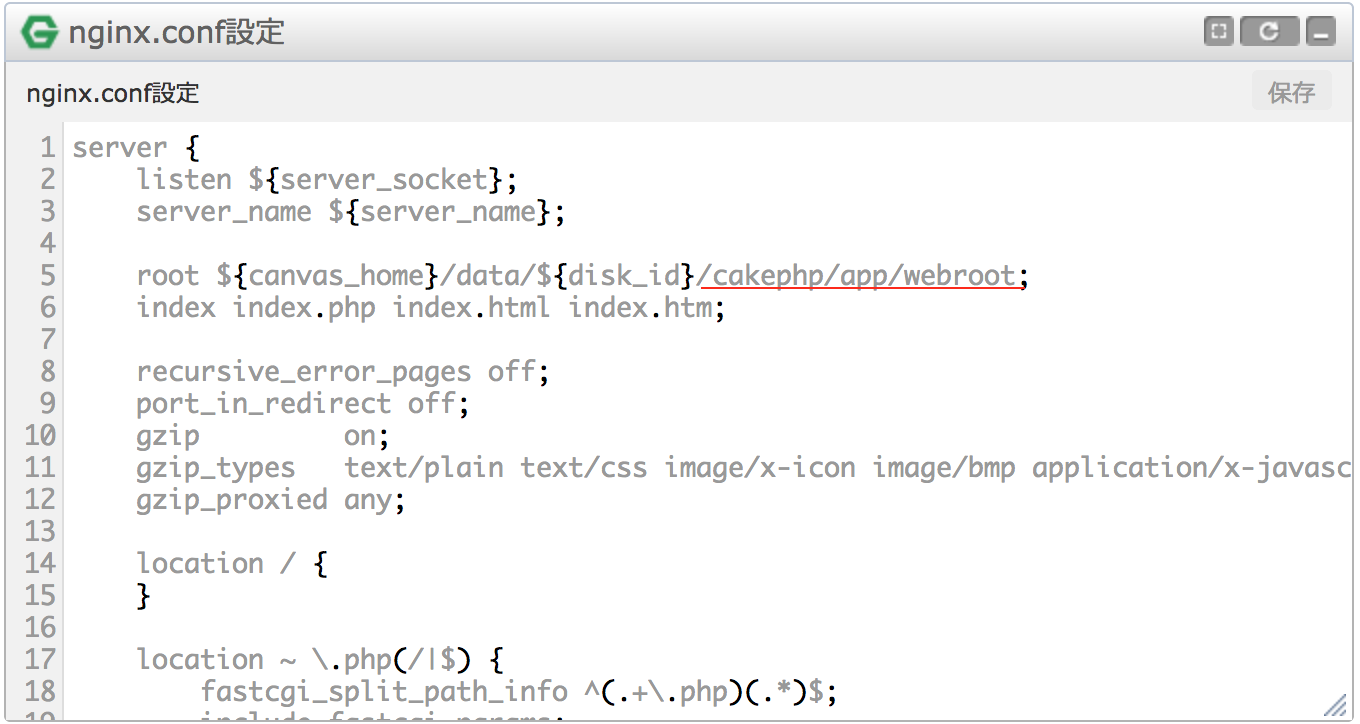 nginx.conf設定
nginx.conf設定
保存
1 server {
2     listen ${server_socket};
3     server_name ${server_name};
4
5     root ${canvas_home}/data/${disk_id}/cakephp/app/webroot;
6     index index.php index.html index.htm;
7
8     recursive_error_pages off;
9     port_in_redirect off;
10     gzip         on;
11     gzip_types   text/plain text/css image/x-icon image/bmp application/x-javasc
12     gzip_proxied any;
13
14     location / {
15     }
16
17     location ~ \.php(/|$) {
18         fastcgi_split_path_info ^(.+\.php)(.*)$;
19         include fastcgi_params;